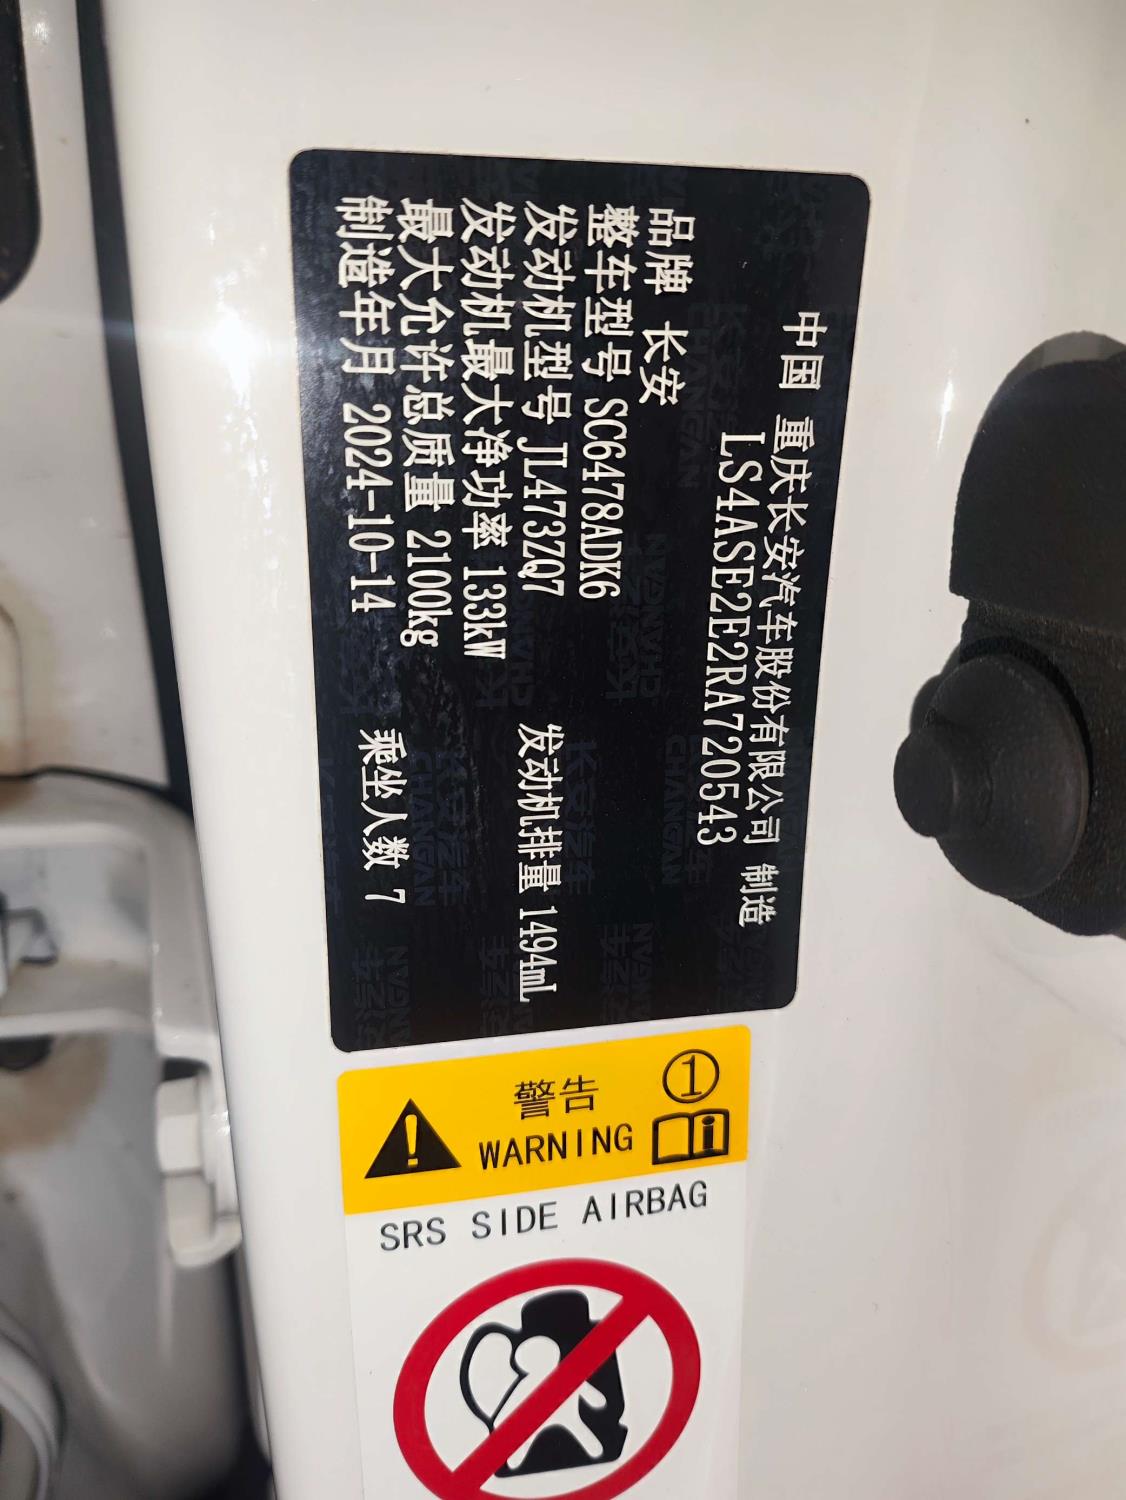 中国 重庆长安汽车股份有限公司 制造
LS4ASE2E2RA720543
品牌 长安
整车型号 SC6478ADK6
发动机型号 JL473ZQ7 发动机排量 1494mL
发动机最大净功率 133kW
最大允许总质量 2100kg
制造年月 2024-10-14 乘坐人数 7
警告 ①
WARNING
SRS SIDE AIRBAG